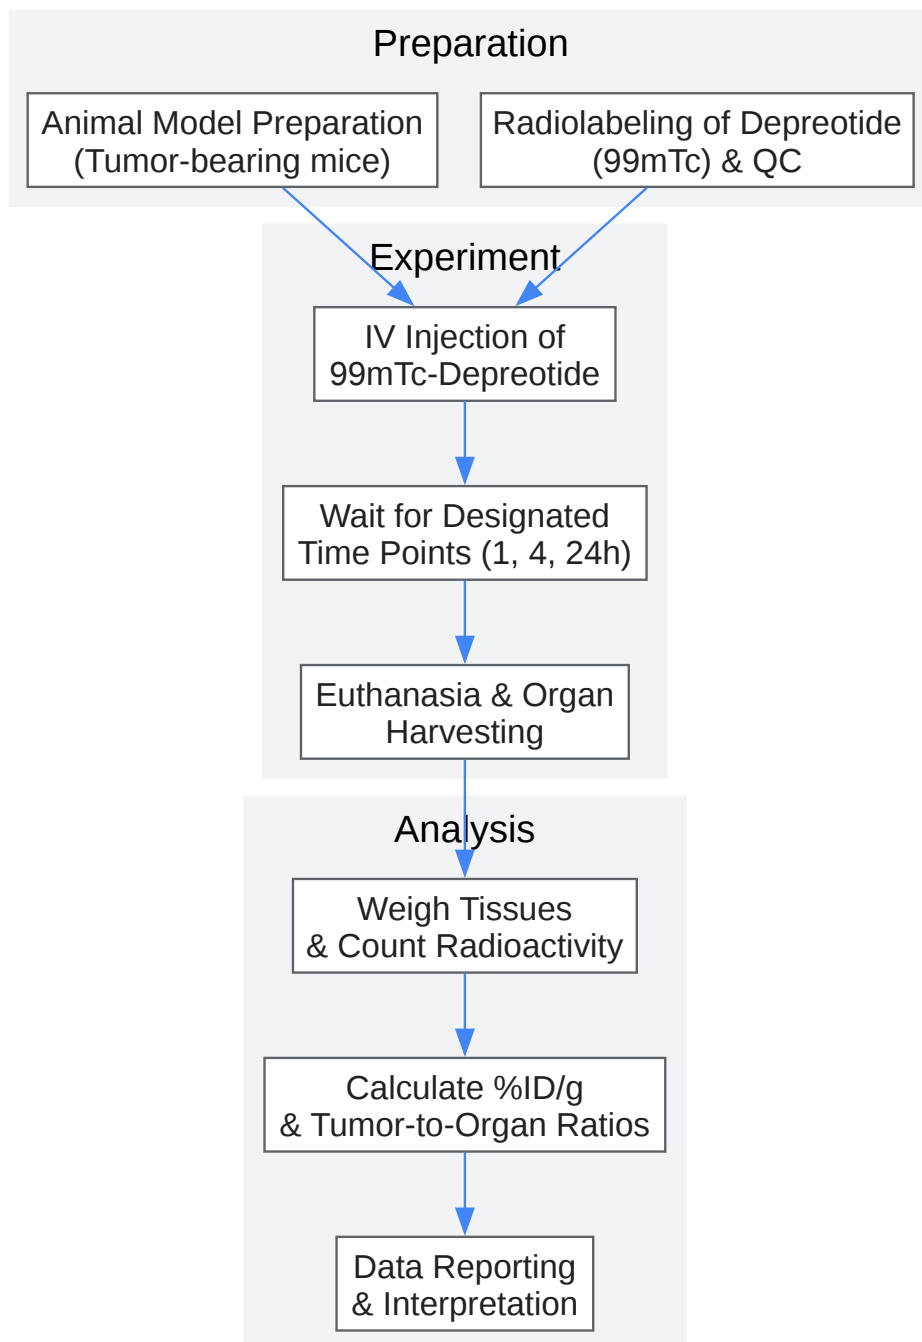 Preparation
Animal Model Preparation
(Tumor-bearing mice)
Radiolabeling of Depreotide
(99mTc) & QC
Experiment
IV Injection of
99mTc-Depreotide
Wait for Designated
Time Points (1, 4, 24h)
Euthanasia & Organ
Harvesting
Analysis
Weigh Tissues
& Count Radioactivity
Calculate %ID/g
& Tumor-to-Organ Ratios
Data Reporting
& Interpretation